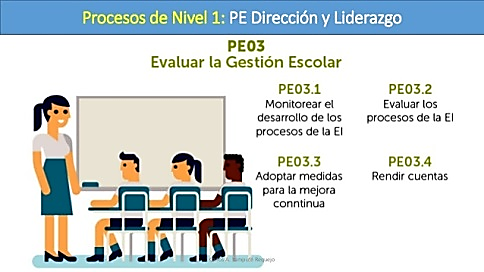 Procesos de Nivel 1: PE Dirección y Liderazgo
PE03
Evaluar la Gestión Escolar
PE03.1
Monitorear el
desarrollo de los
procesos de la EI
PE03.2
Evaluar los
procesos de la EI
PE03.3
Adoptar medidas
para la mejora
conntinua
PE03.4
Rendir cuentas